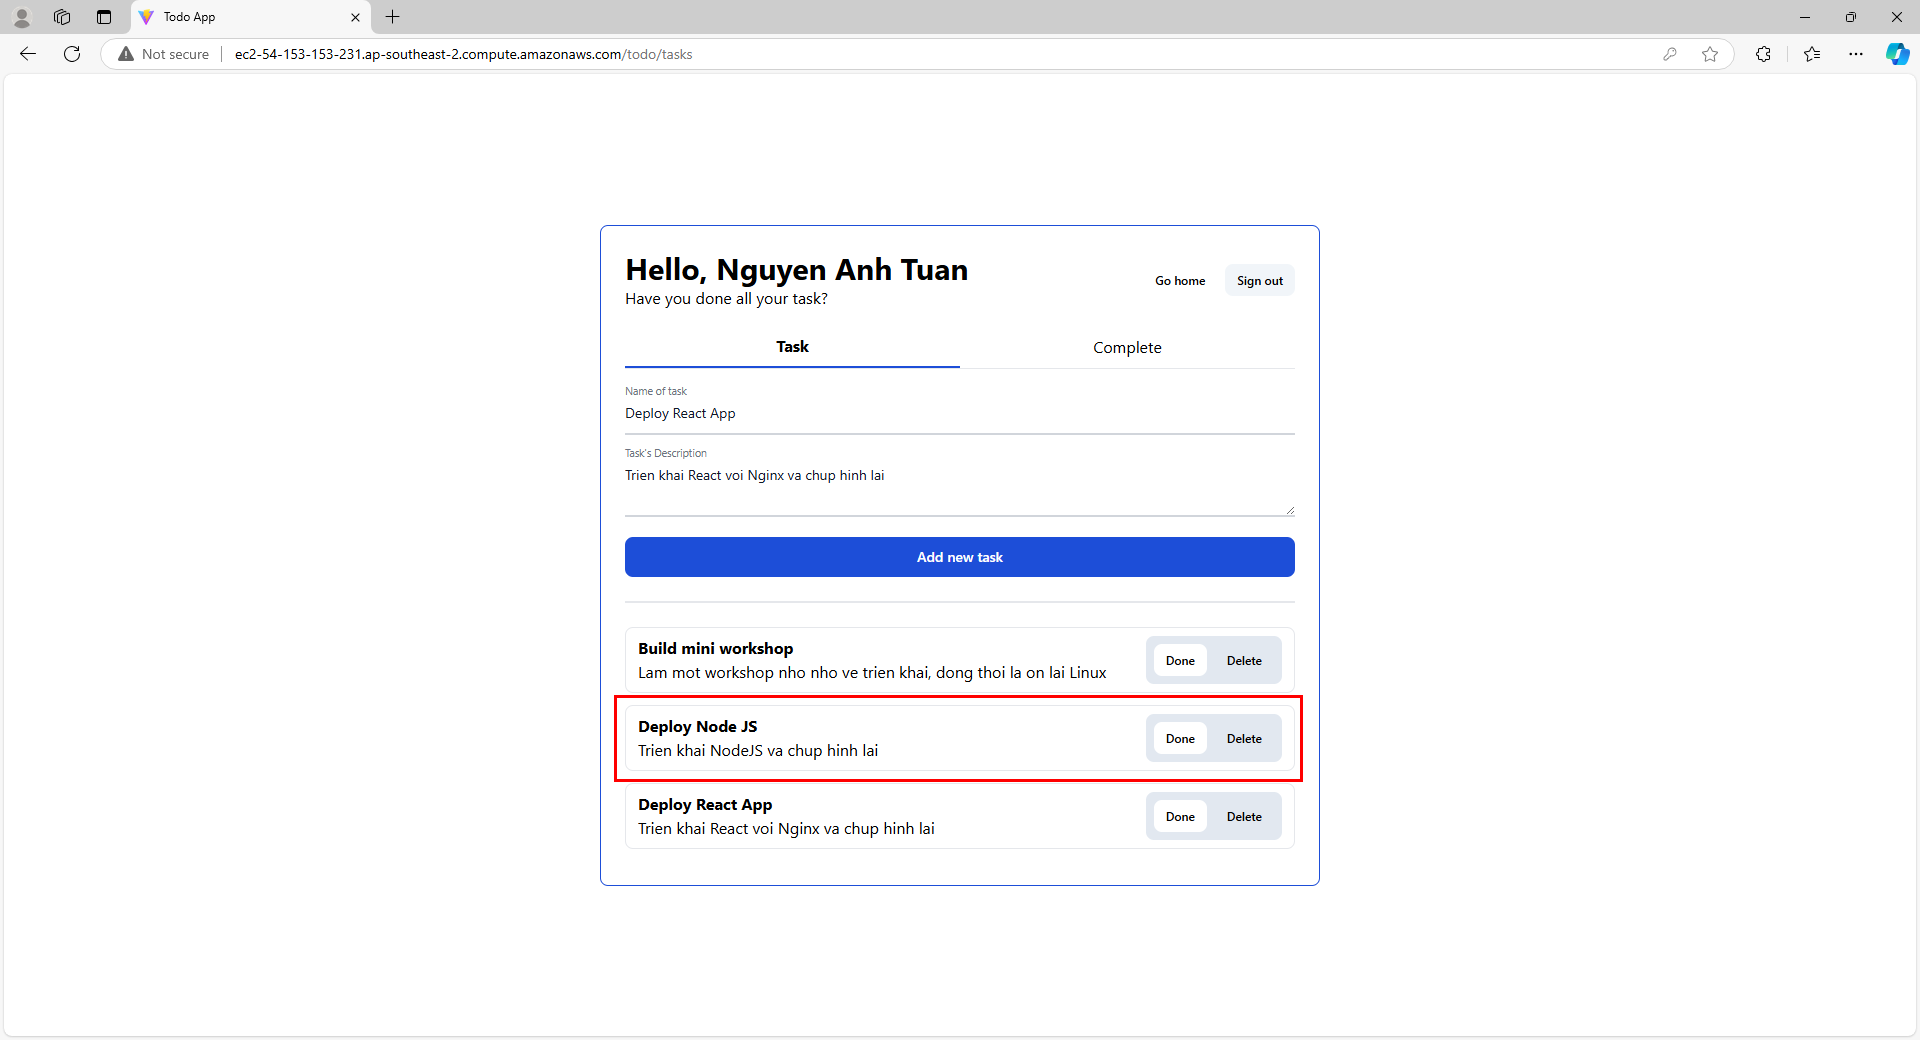 Todo App
Not secure
ec2-54-153-153-231.ap-southeast-2.compute.amazonaws.com/todo/tasks
Hello, Nguyen Anh Tuan
Have you done all your task?
Go home
Sign out
Task
Complete
Name of task
Deploy React App
Task's Description
Trien khai React voi Nginx va chup hinh lai
Add new task
Build mini workshop
Lam mot workshop nho nho ve trien khai, dong thoi la on lai Linux
Done
Delete
Deploy Node JS
Trien khai NodeJS va chup hinh lai
Done
Delete
Deploy React App
Trien khai React voi Nginx va chup hinh lai
Done
Delete